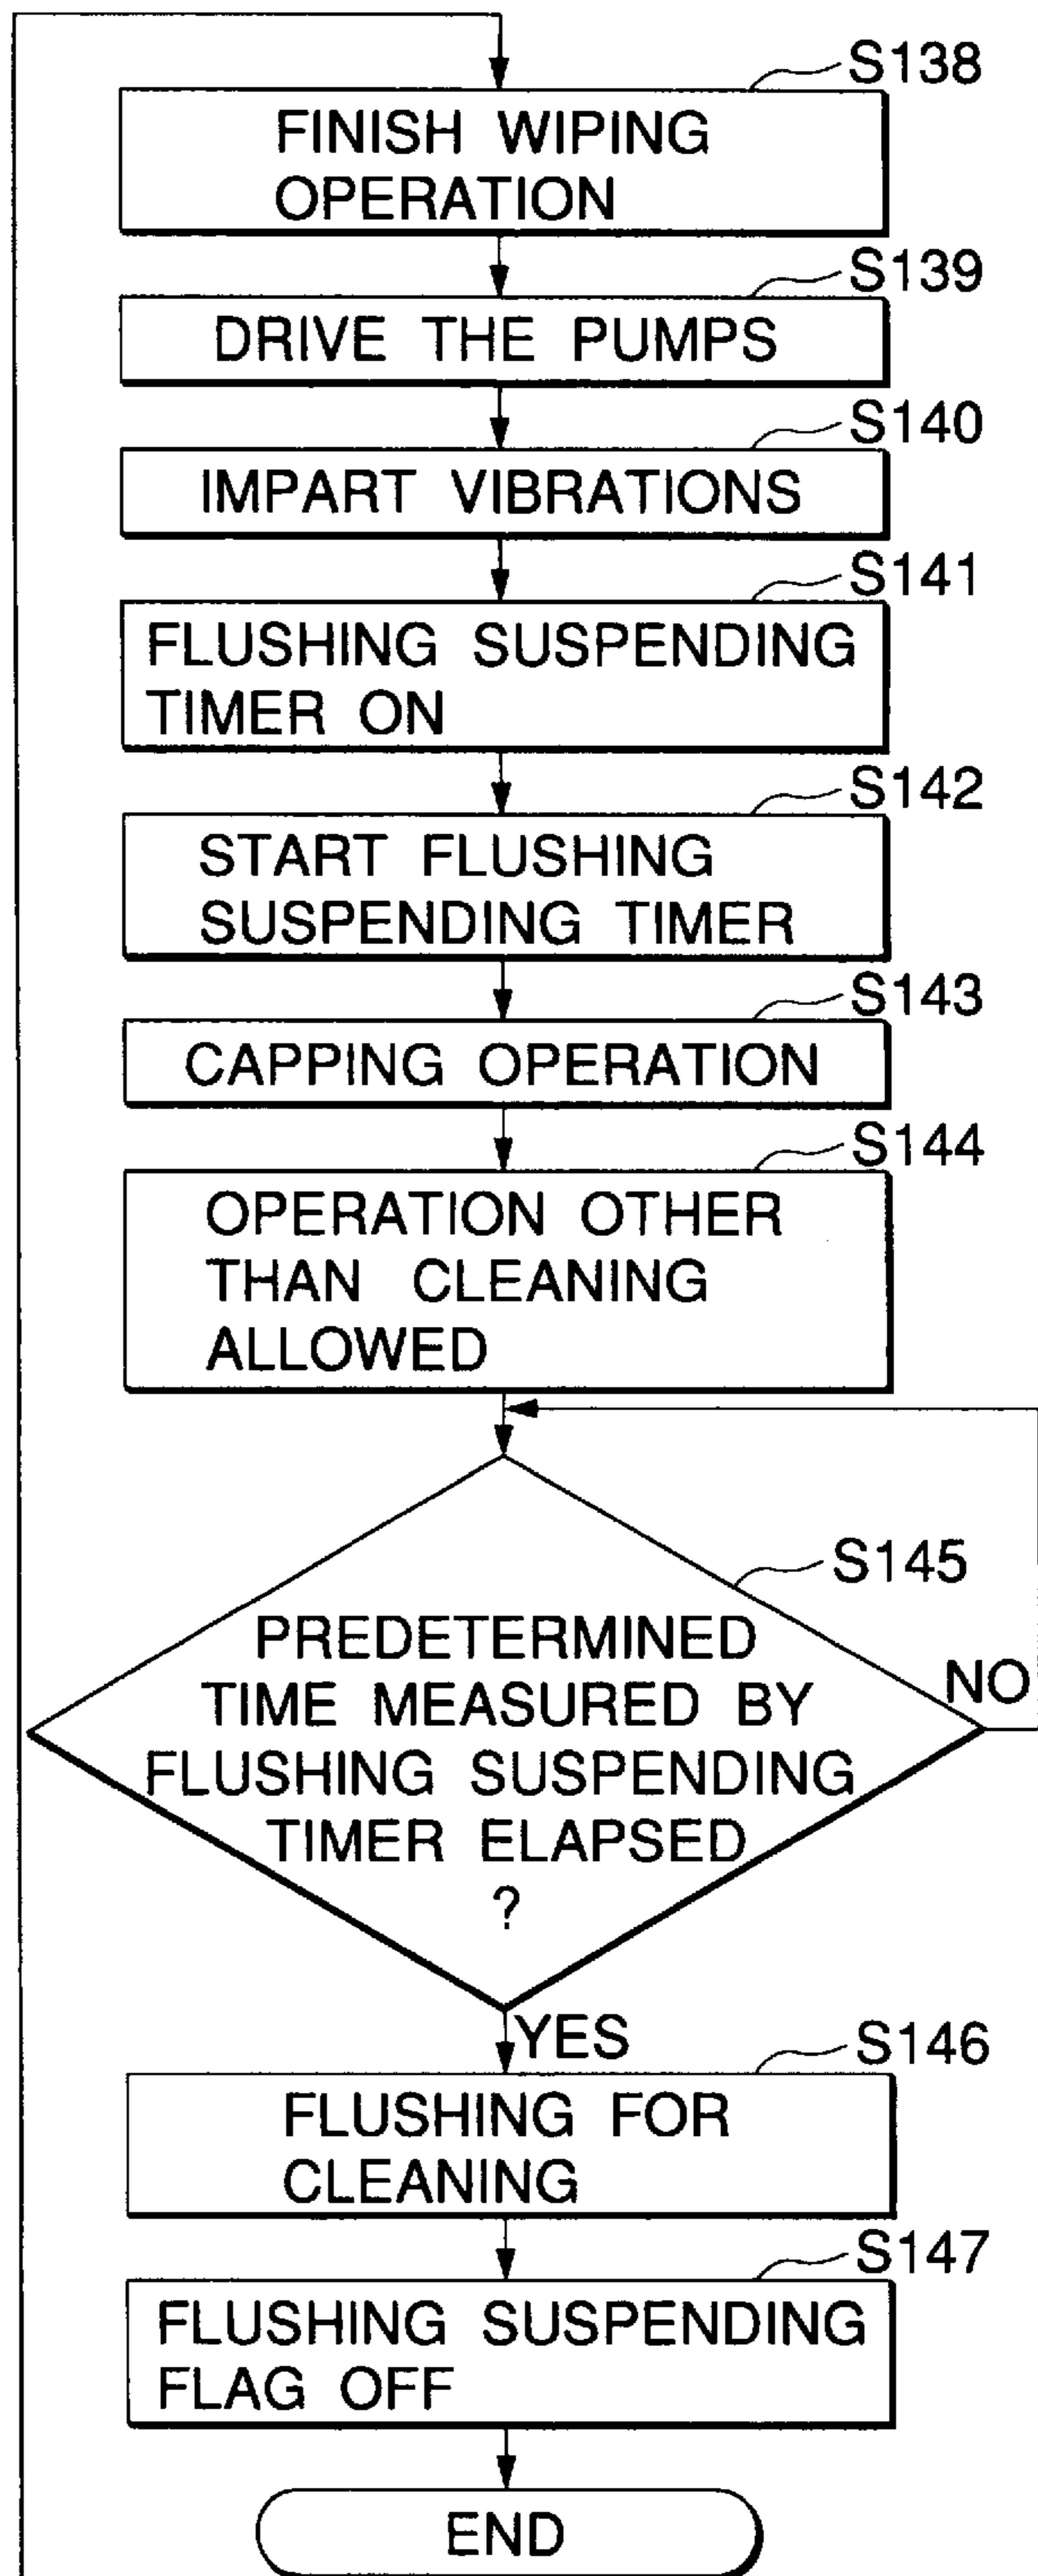 S138
FINISH WIPING
OPERATION
S139
DRIVE THE PUMPS
S140
IMPART VIBRATIONS
S141
FLUSHING SUSPENDING
TIMER ON
S142
START FLUSHING
SUSPENDING TIMER
S143
CAPPING OPERATION
S144
OPERATION OTHER
THAN CLEANING
ALLOWED
S145
PREDETERMINED
TIME MEASURED BY
FLUSHING SUSPENDING
TIMER ELAPSED
?
NO
YES
S146
FLUSHING FOR
CLEANING
S147
FLUSHING SUSPENDING
FLAG OFF
END